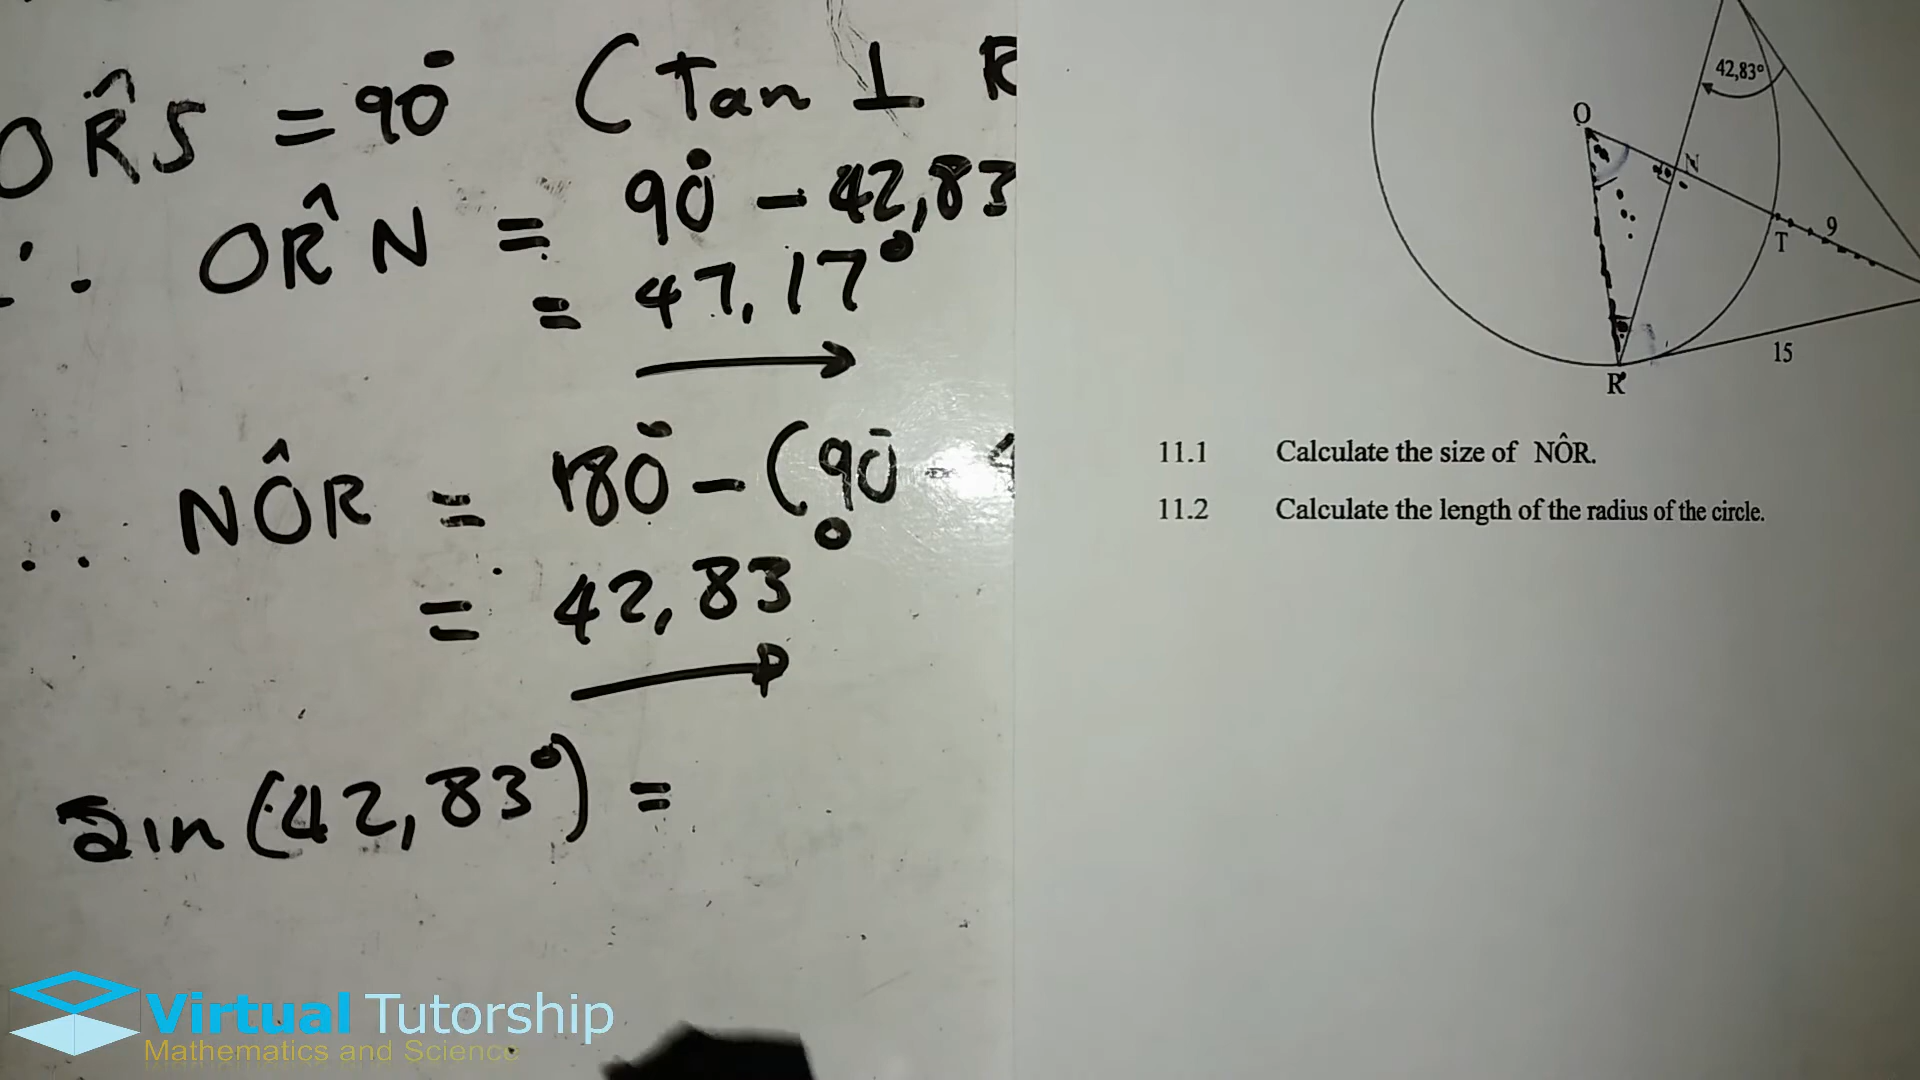 OR̂S = 90° (Tan ⊥ R
∴ OR̂N = 90° - 42,83
= 47,17°
∴ NÔR = 180° - (90° -
= 42,83°
sin(42,83°) =
Virtual Tutorship
Mathematics and Science
42,83°
O
N
T
9
15
R
11.1 Calculate the size of NÔR.
11.2 Calculate the length of the radius of the circle.